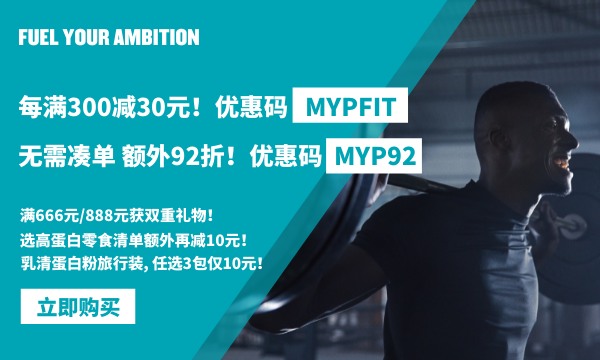 FUEL YOUR AMBITION
每满300减30元！优惠码 MYPFIT
无需凑单 额外92折！优惠码 MYP92
满666元/888元获双重礼物！
选高蛋白零食清单额外再减10元！
乳清蛋白粉旅行装, 任选3包仅10元！
立即购买